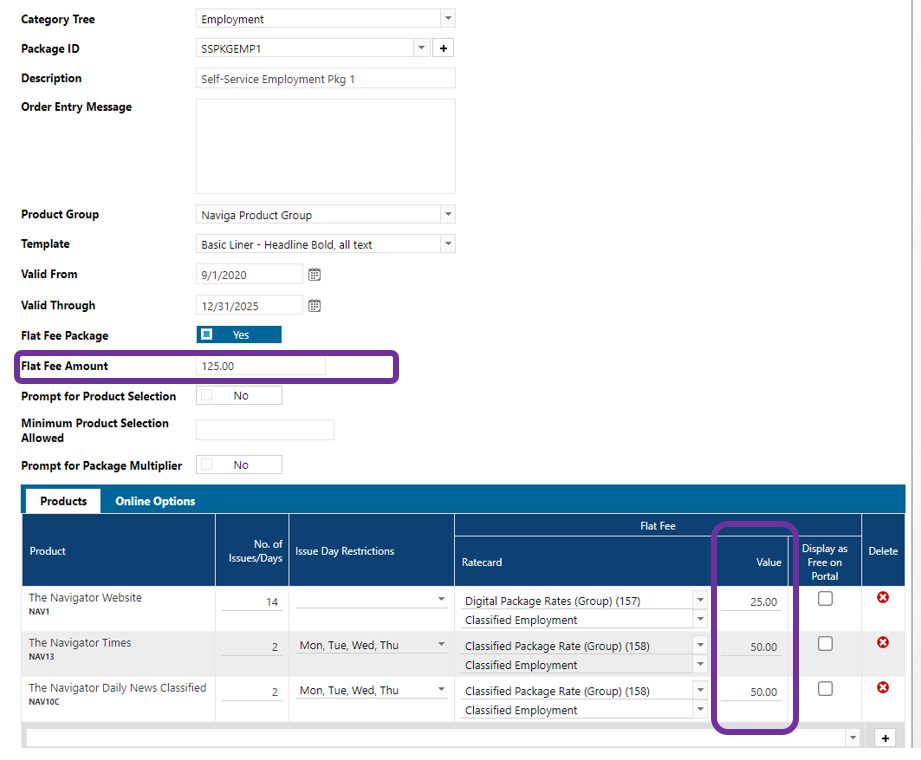 Category Tree
Employment
Package ID
SSPKGEMP1
+
Description
Self-Service Employment Pkg 1
Order Entry Message
Product Group
Naviga Product Group
Template
Basic Liner - Headline Bold, all text
Valid From
9/1/2020
Valid Through
12/31/2025
Flat Fee Package
Yes
Flat Fee Amount
125.00
Prompt for Product Selection
No
Minimum Product Selection
Allowed
Prompt for Package Multiplier
No
Products
Online Options
Product
No. of
Issues/Days
Issue Day Restrictions
Flat Fee
Ratecard
Value
Display as
Free on
Portal
Delete
The Navigator Website
NAV1
14
Digital Package Rates (Group) (157)
Classified Employment
25.00
The Navigator Times
NAV13
2
Mon, Tue, Wed, Thu
Classified Package Rate (Group) (158)
Classified Employment
50.00
The Navigator Daily News Classified
NAV10C
2
Mon, Tue, Wed, Thu
Classified Package Rate (Group) (158)
Classified Employment
50.00
+